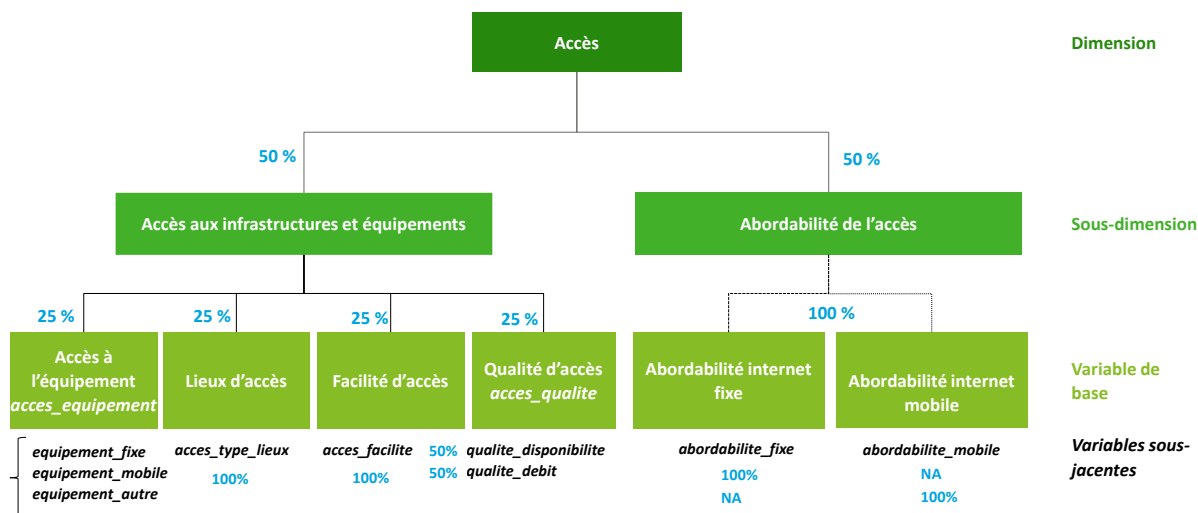 Accès
Dimension
50 %
50 %
Accès aux infrastructures et équipements
Abordabilité de l'accès
Sous-dimension
25 %
25 %
25 %
25 %
100 %
Accès à
l'équipement
acces_equipement
Lieux d'accès
Facilité d'accès
Qualité d'accès
acces_qualite
Abordabilité internet
fixe
Abordabilité internet
mobile
Variable de
base
equipement_fixe
equipement_mobile
equipement_autre
acces_type_lieux
100%
acces_facilite
100%
50% qualite_disponibilite
50% qualite_debit
abordabilite_fixe
100%
NA
abordabilite_mobile
NA
100%
Variables sous-
jacentes